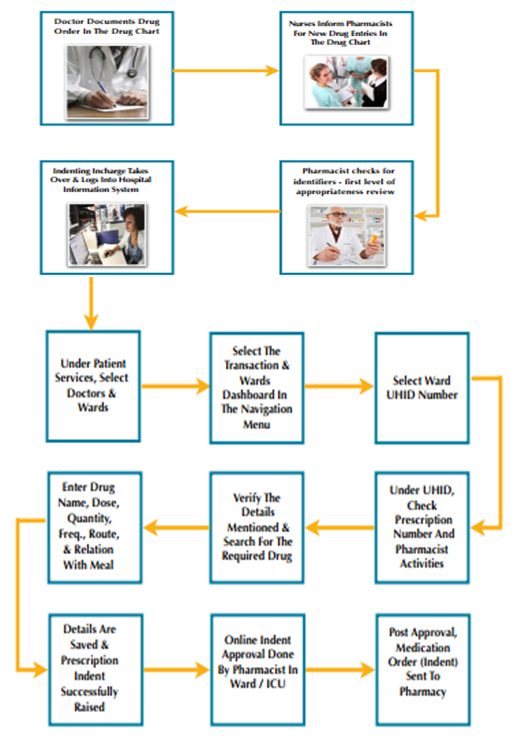 Doctor Documents Drug
Order In The Drug Chart
Nurses Inform Pharmacists
For New Drug Entries In
The Drug Chart
Pharmacist checks for
identifiers - first level of
appropriateness review
Indenting Incharge Takes
Over & Logs Into Hospital
Information System
Under Patient
Services, Select
Doctors &
Wards
Select The
Transaction &
Wards
Dashboard In
The Navigation
Menu
Select Ward
UHID Number
Under UHID,
Check
Prescription
Number And
Pharmacist
Activities
Verify The
Details
Mentioned &
Search For The
Required Drug
Enter Drug
Name, Dose,
Quantity,
Freq., Route,
& Relation
With Meal
Details Are
Saved &
Prescription
Indent
Successfully
Raised
Online Indent
Approval Done
By Pharmacist In
Ward / ICU
Post Approval,
Medication
Order (Indent)
Sent To
Pharmacy